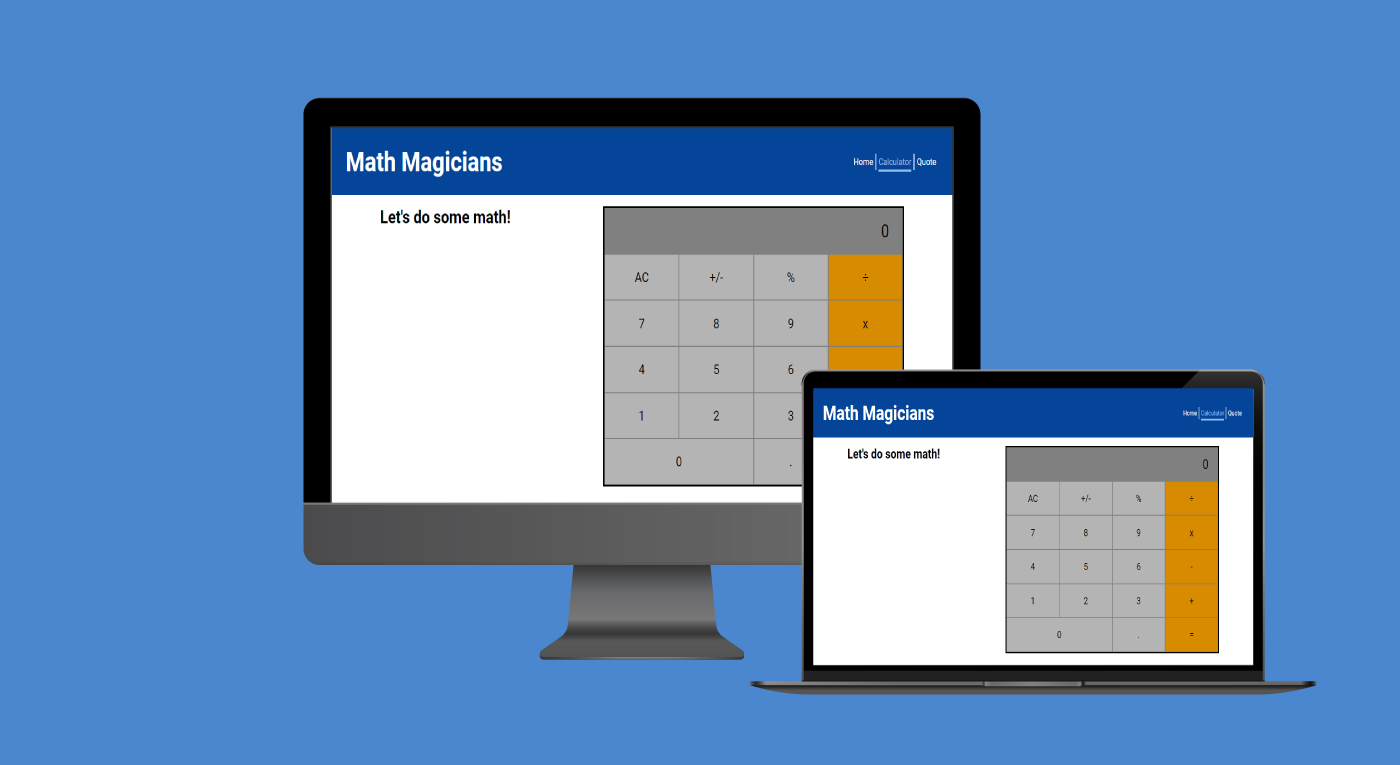 Math Magicians
Home Calculator Quote
Let's do some math!
0
AC +/- % ÷
7 8 9 x
4 5 6
1 2 3
0 .
Math Magicians
Home Calculator Quote
Let's do some math!
0
AC +/- % ÷
7 8 9 x
4 5 6 -
1 2 3 +
0 . =